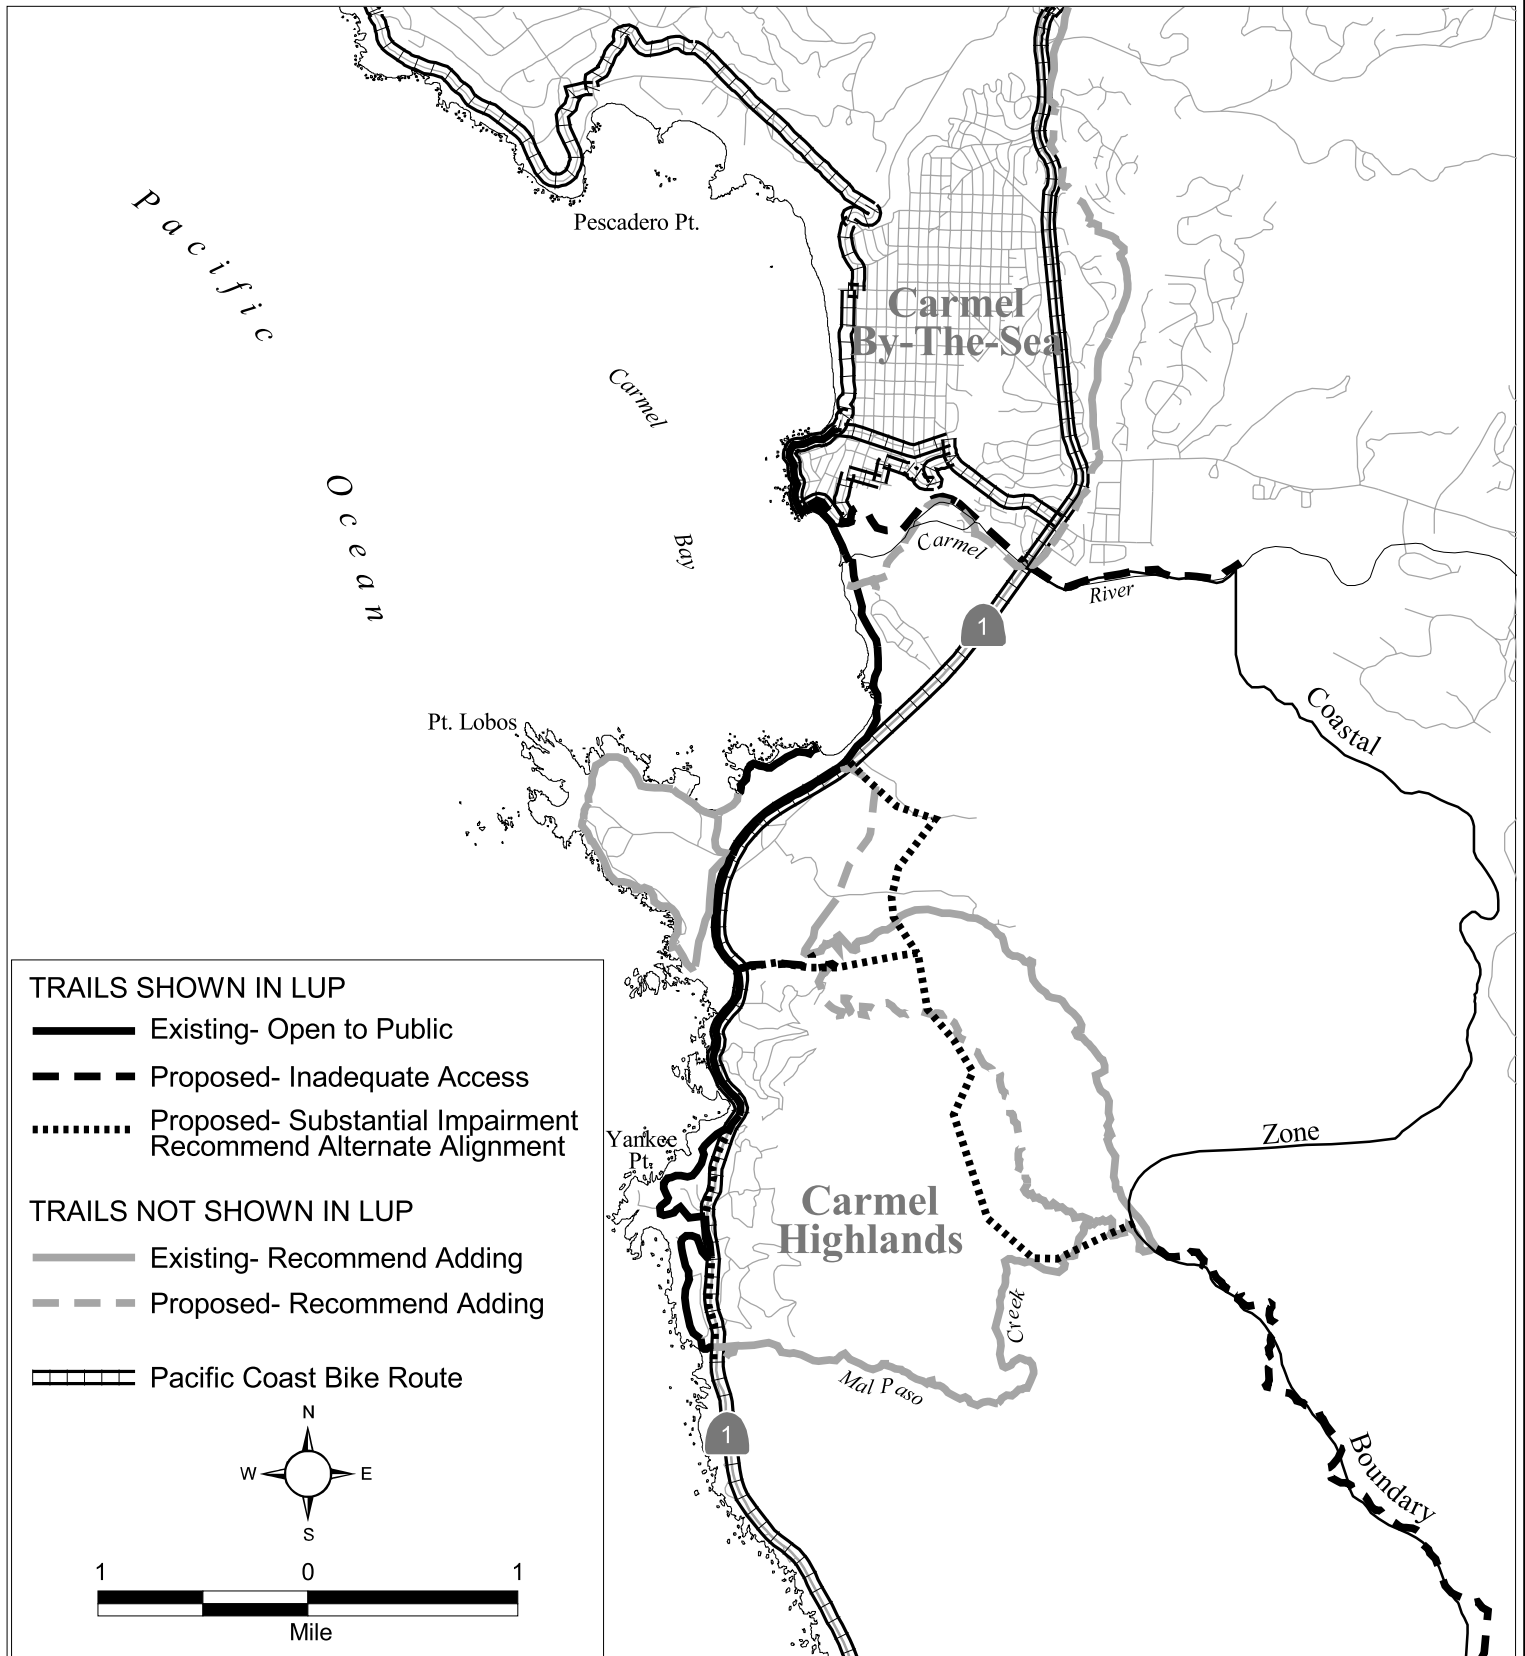 Pacific
Ocean
Pescadero Pt.
Carmel
By-The-Sea
Carmel
Bay
Carmel
River
1
Pt. Lobos
Coastal
Zone
Boundary
Yankee
Pt.
Carmel
Highlands
Creek
Mal Paso
1
TRAILS SHOWN IN LUP
Existing- Open to Public
Proposed- Inadequate Access
Proposed- Substantial Impairment
Recommend Alternate Alignment
TRAILS NOT SHOWN IN LUP
Existing- Recommend Adding
Proposed- Recommend Adding
Pacific Coast Bike Route
N
W E
S
1 0 1
Mile